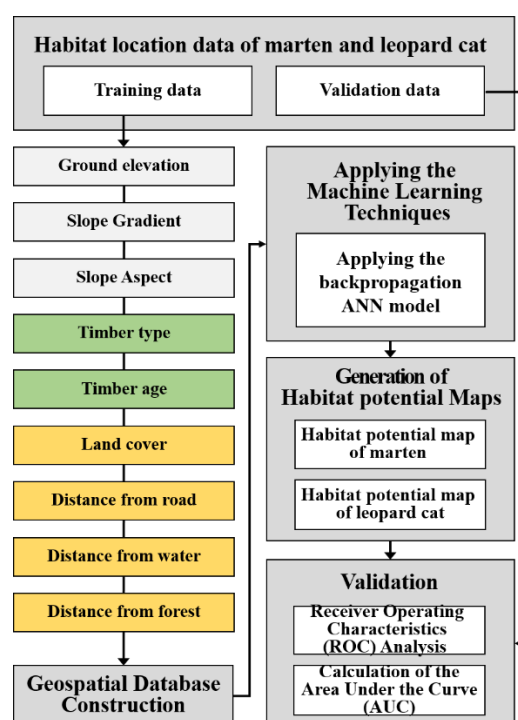 Habitat location data of marten and leopard cat
Training data
Validation data
Ground elevation
Slope Gradient
Slope Aspect
Timber type
Timber age
Land cover
Distance from road
Distance from water
Distance from forest
Geospatial Database
Construction
Applying the
Machine Learning
Techniques
Applying the
backpropagation
ANN model
Generation of
Habitat potential Maps
Habitat potential map
of marten
Habitat potential map
of leopard cat
Validation
Receiver Operating
Characteristics
(ROC) Analysis
Calculation of the
Area Under the Curve
(AUC)